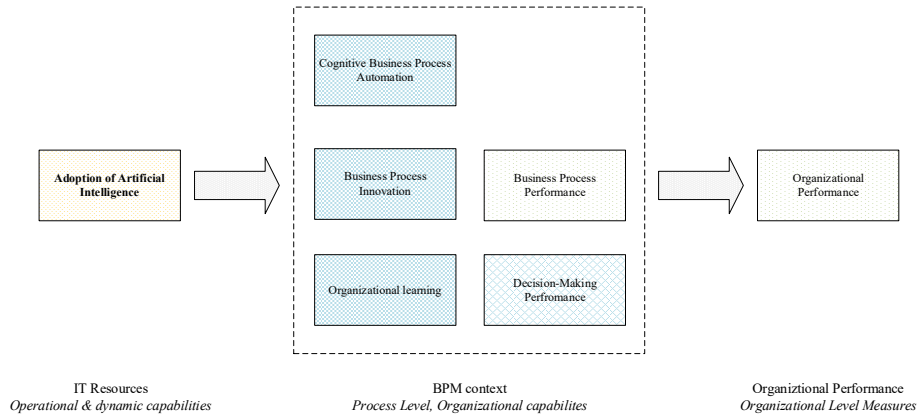 Cognitive Business Process
Automation
Adoption of Artificial
Intelligence
Business Process
Innovation
Business Process
Performance
Organizational
Performance
Organizational learning
Decision-Making
Perfromance
IT Resources
Operational & dynamic capabilities
BPM context
Process Level, Organizational capabilites
Organiztional Performance
Organizational Level Measures